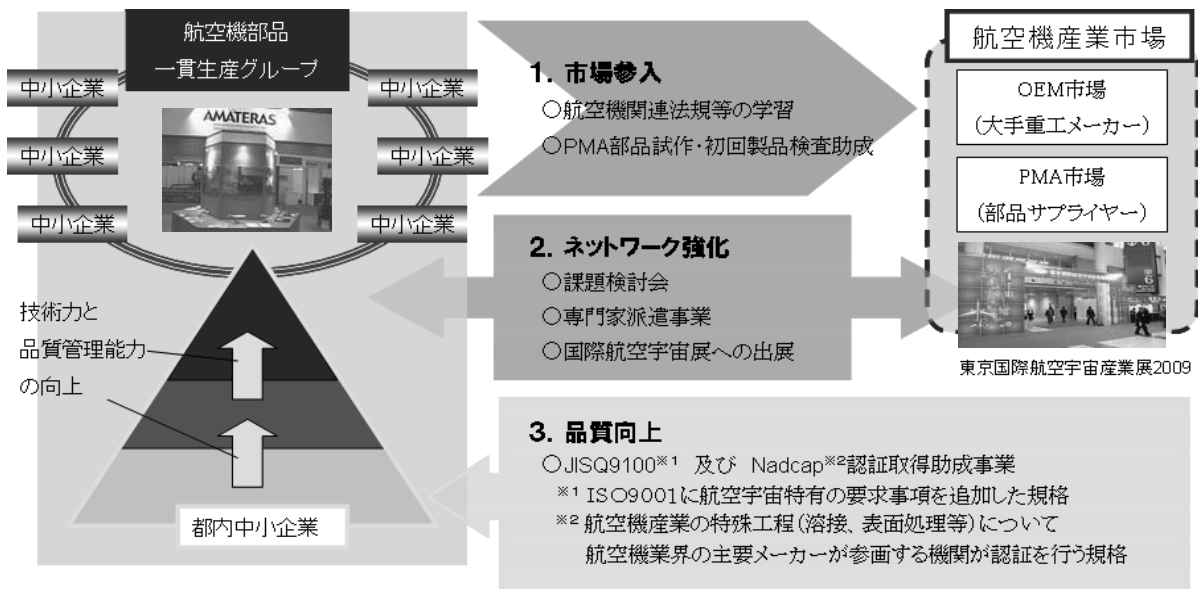 航空機部品
一貫生産グループ
中小企業
中小企業
中小企業
中小企業
中小企業
中小企業
AMATERAS
技術力と
品質管理能力
の向上
都内中小企業
1. 市場参入
○航空機関連法規等の学習
○PMA部品試作・初回製品検査助成
2. ネットワーク強化
○課題検討会
○専門家派遣事業
○国際航空宇宙展への出展
3. 品質向上
○JISQ9100※1 及び Nadcap※2認証取得助成事業
※1 ISO9001に航空宇宙特有の要求事項を追加した規格
※2 航空機産業の特殊工程(溶接、表面処理等)について
航空機業界の主要メーカーが参画する機関が認証を行う規格
航空機産業市場
OEM市場
(大手重工メーカー)
PMA市場
(部品サプライヤー)
東京国際航空宇宙産業展2009